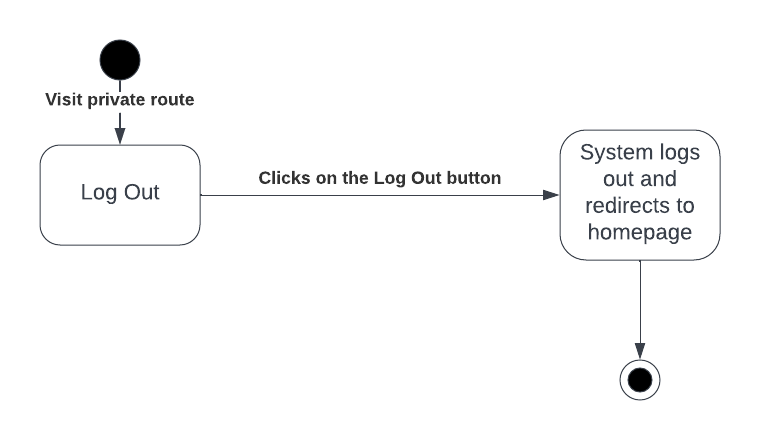 Visit private route
Log Out
Clicks on the Log Out button
System logs
out and
redirects to
homepage